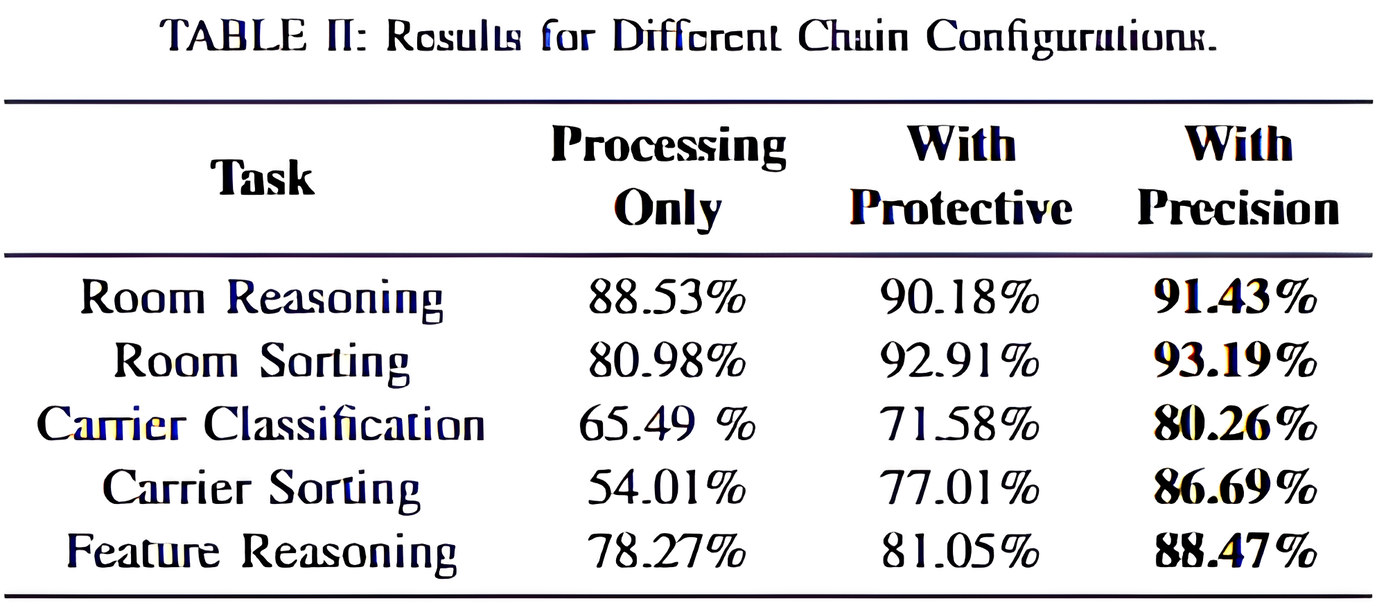 TABLE II: Results for Different Chain Configurations.
Task Processing Only With Protective With Precision
Room Reasoning 88.53% 90.18% 91.43%
Room Sorting 80.98% 92.91% 93.19%
Carrier Classification 65.49 % 71.58% 80.26%
Carrier Sorting 54.01% 77.01% 86.69%
Feature Reasoning 78.27% 81.05% 88.47%